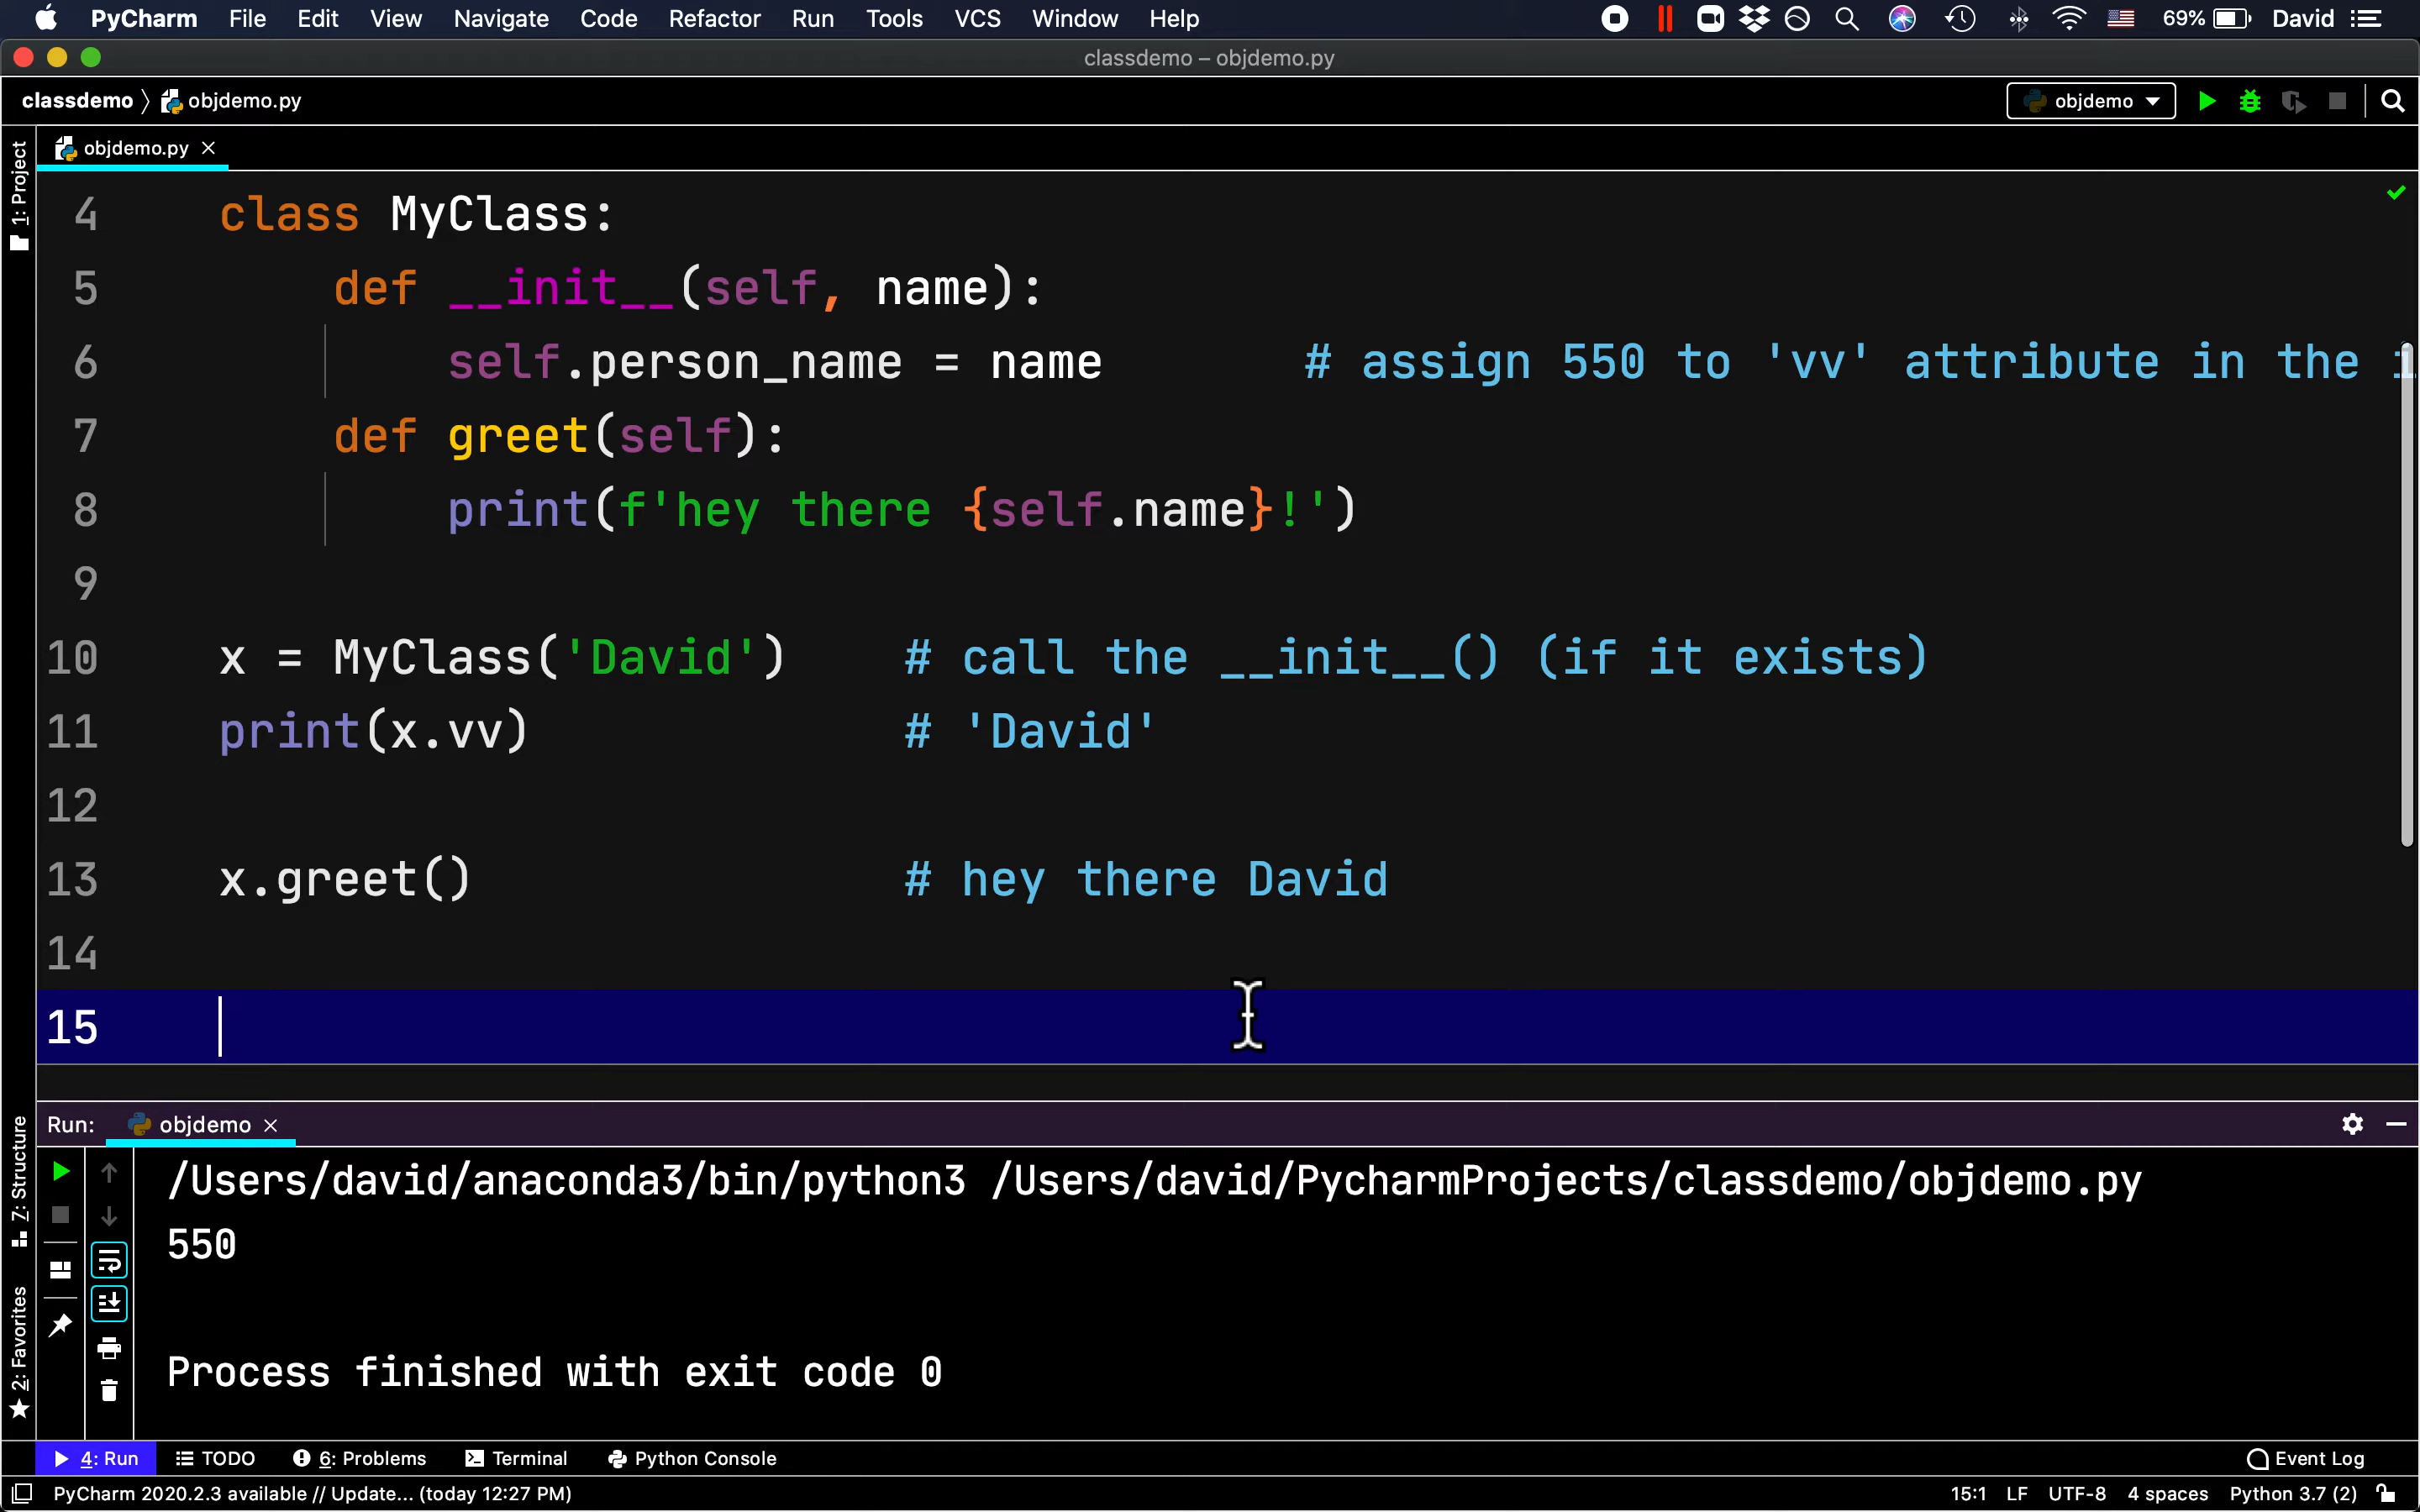 PyCharm File Edit View Navigate Code Refactor Run Tools VCS Window Help 69% David
classdemo – objdemo.py
classdemo objdemo.py objdemo
objdemo.py
1: Project
4 class MyClass:
5 def __init__(self, name):
6 self.person_name = name # assign 550 to 'vv' attribute in the i
7 def greet(self):
8 print(f'hey there {self.name}!')
9
10 x = MyClass('David') # call the __init__() (if it exists)
11 print(x.vv) # 'David'
12
13 x.greet() # hey there David
14
15
Run: objdemo
7: Structure
2: Favorites
/Users/david/anaconda3/bin/python3 /Users/david/PycharmProjects/classdemo/objdemo.py
550
Process finished with exit code 0
4: Run TODO 6: Problems Terminal Python Console Event Log
PyCharm 2020.2.3 available // Update... (today 12:27 PM) 15:1 LF UTF-8 4 spaces Python 3.7 (2)